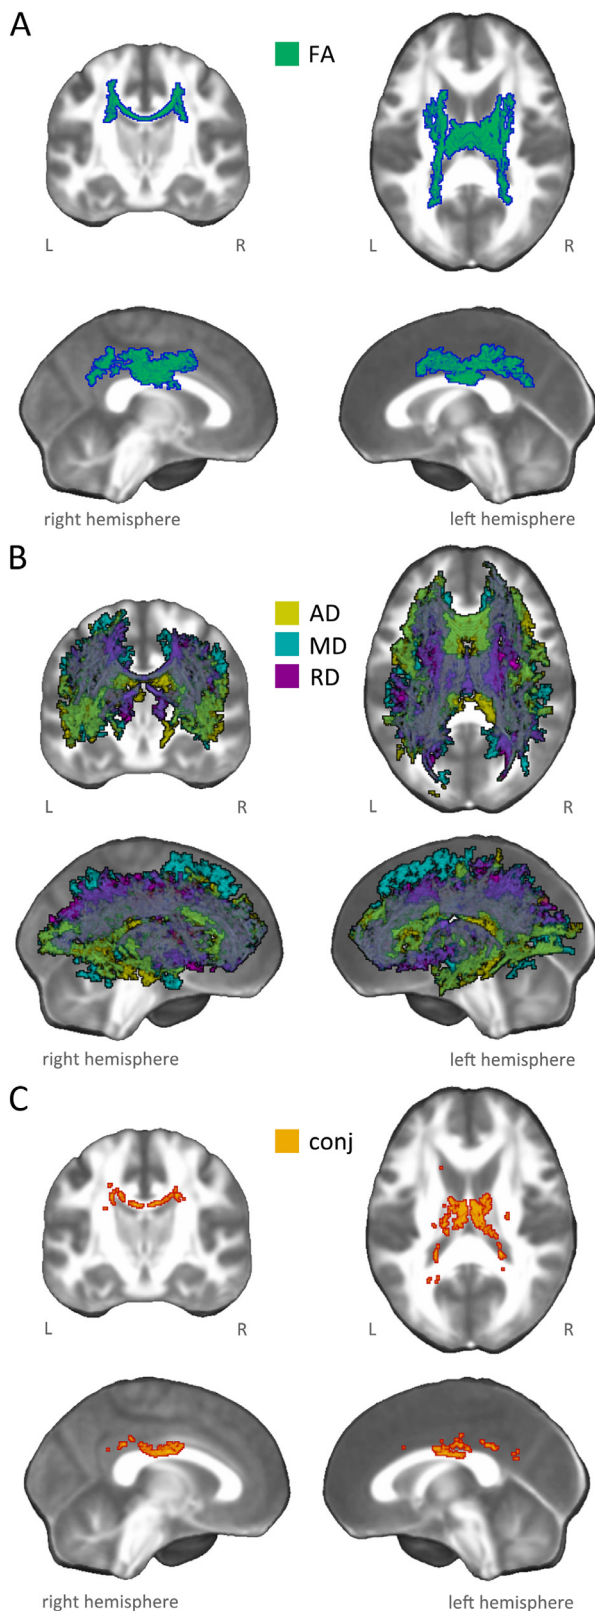 A
FA
L R L R
right hemisphere left hemisphere
B
AD
MD
RD
L R L R
right hemisphere left hemisphere
C
conj
L R L R
right hemisphere left hemisphere